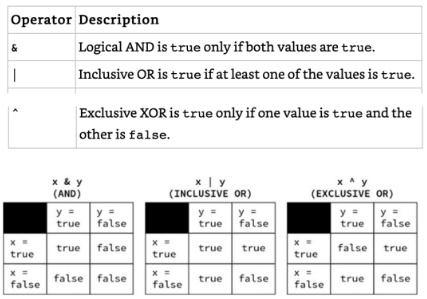 Operator Description
& Logical AND is true only if both values are true.
| Inclusive OR is true if at least one of the values is true.
^ Exclusive XOR is true only if one value is true and the
other is false.
x & y
(AND)
y =
true
y =
false
x =
true
true
false
x =
false
false
false
x | y
(INCLUSIVE OR)
y =
true
y =
false
x =
true
true
true
x =
false
true
false
x ^ y
(EXCLUSIVE OR)
y =
true
y =
false
x =
true
false
true
x =
false
true
false